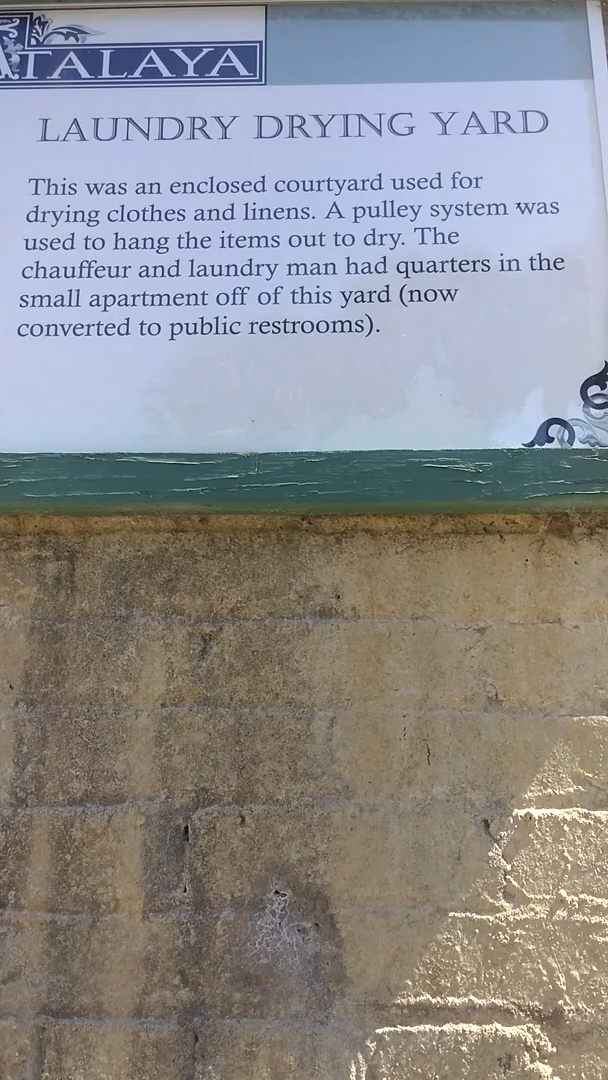 ATALAYA
LAUNDRY DRYING YARD
This was an enclosed courtyard used for
drying clothes and linens. A pulley system was
used to hang the items out to dry. The
chauffeur and laundry man had quarters in the
small apartment off of this yard (now
converted to public restrooms).